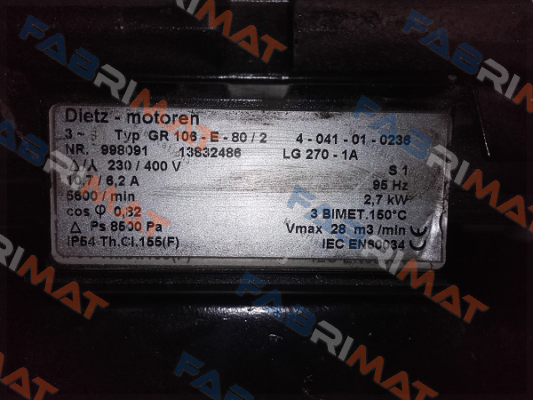 Dietz - motoren
3 ~ Typ GR 106 - E - 80 / 2 4 - 041 - 01 - 0236
NR. 998091 13832486 LG 270 - 1A
Δ / ⅄ 230 / 400 V S 1
10,7 / 6,2 A 95 Hz
5600 / min 2,7 kW
cos φ 0,82 3 BIMET.150°C
Δ Ps 8500 Pa Vmax 28 m3 /min
IP54 Th.Cl.155(F) IEC EN60034 CE
FABRIMAT
FABRIMAT
FABRIMAT
FABRIMAT
FABRIMAT